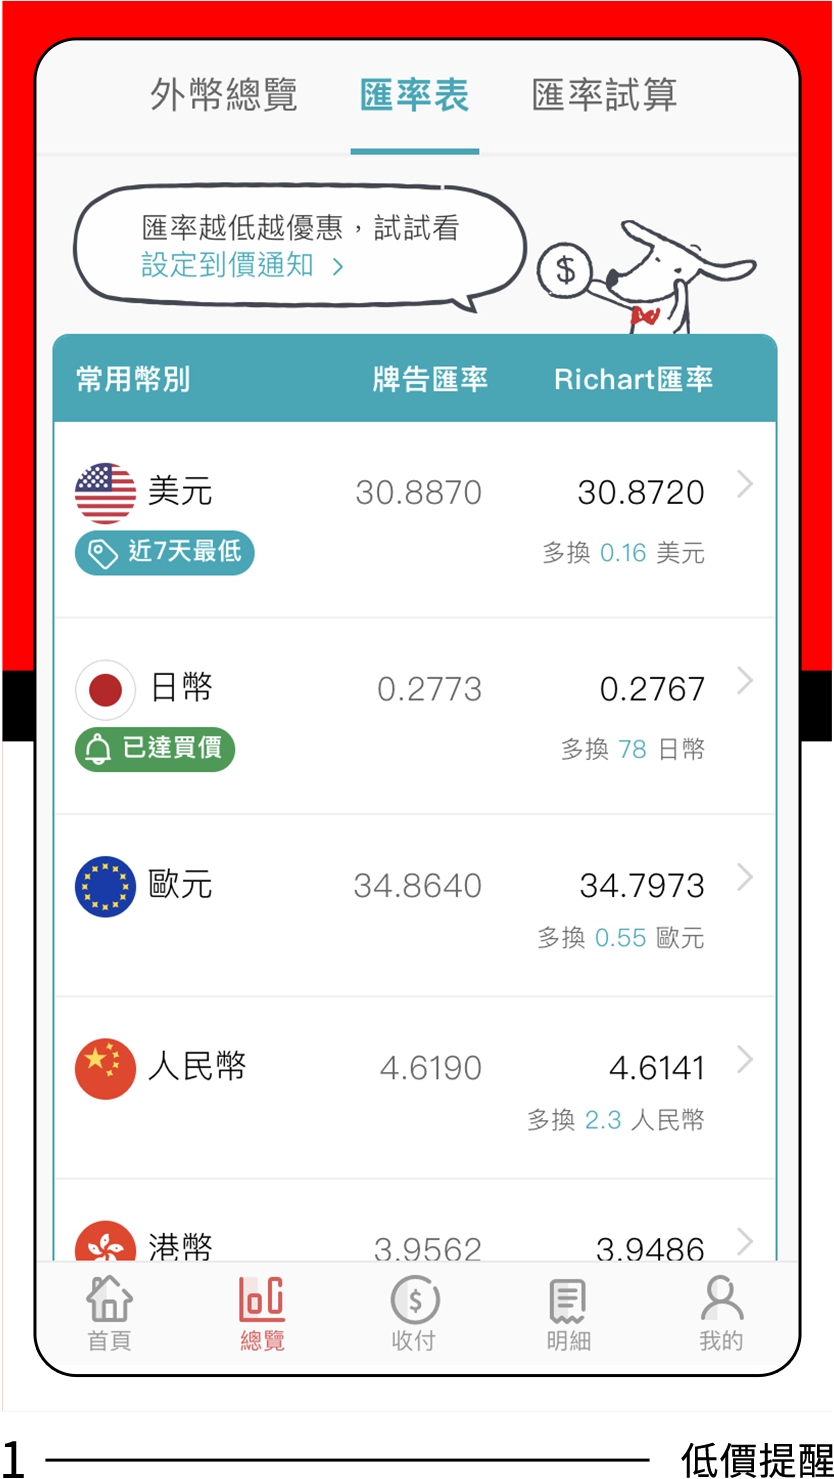 外幣總覽 匯率表 匯率試算
匯率越低越優惠，試試看
設定到價通知 >
$
常用幣別 牌告匯率 Richart匯率
美元 30.8870 30.8720
近7天最低 多換 0.16 美元
日幣 0.2773 0.2767
已達買價 多換 78 日幣
歐元 34.8640 34.7973
多換 0.55 歐元
人民幣 4.6190 4.6141
多換 2.3 人民幣
港幣 3.9562 3.9486
$
首頁 總覽 收付 明細 我的
1 低價提醒